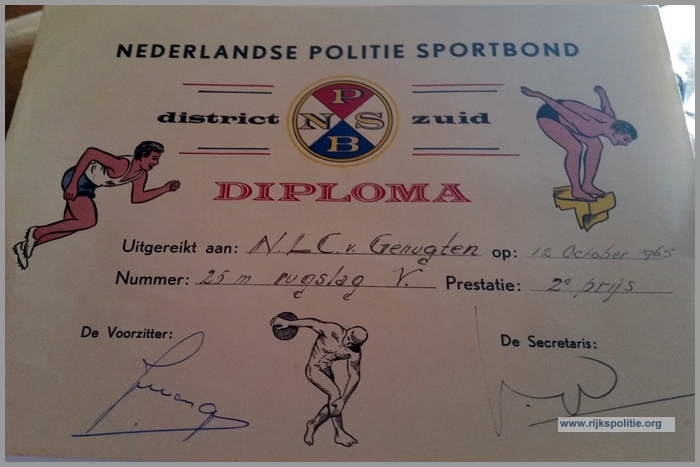 NEDERLANDSE POLITIE SPORTBOND
district PNSB zuid
DIPLOMA
Uitgereikt aan: N.L.C. v. Genugten op: 12 October 1965
Nummer: 25 m rugslag V. Prestatie: 2e prijs
De Voorzitter:
De Secretaris:
www.rijkspolitie.org